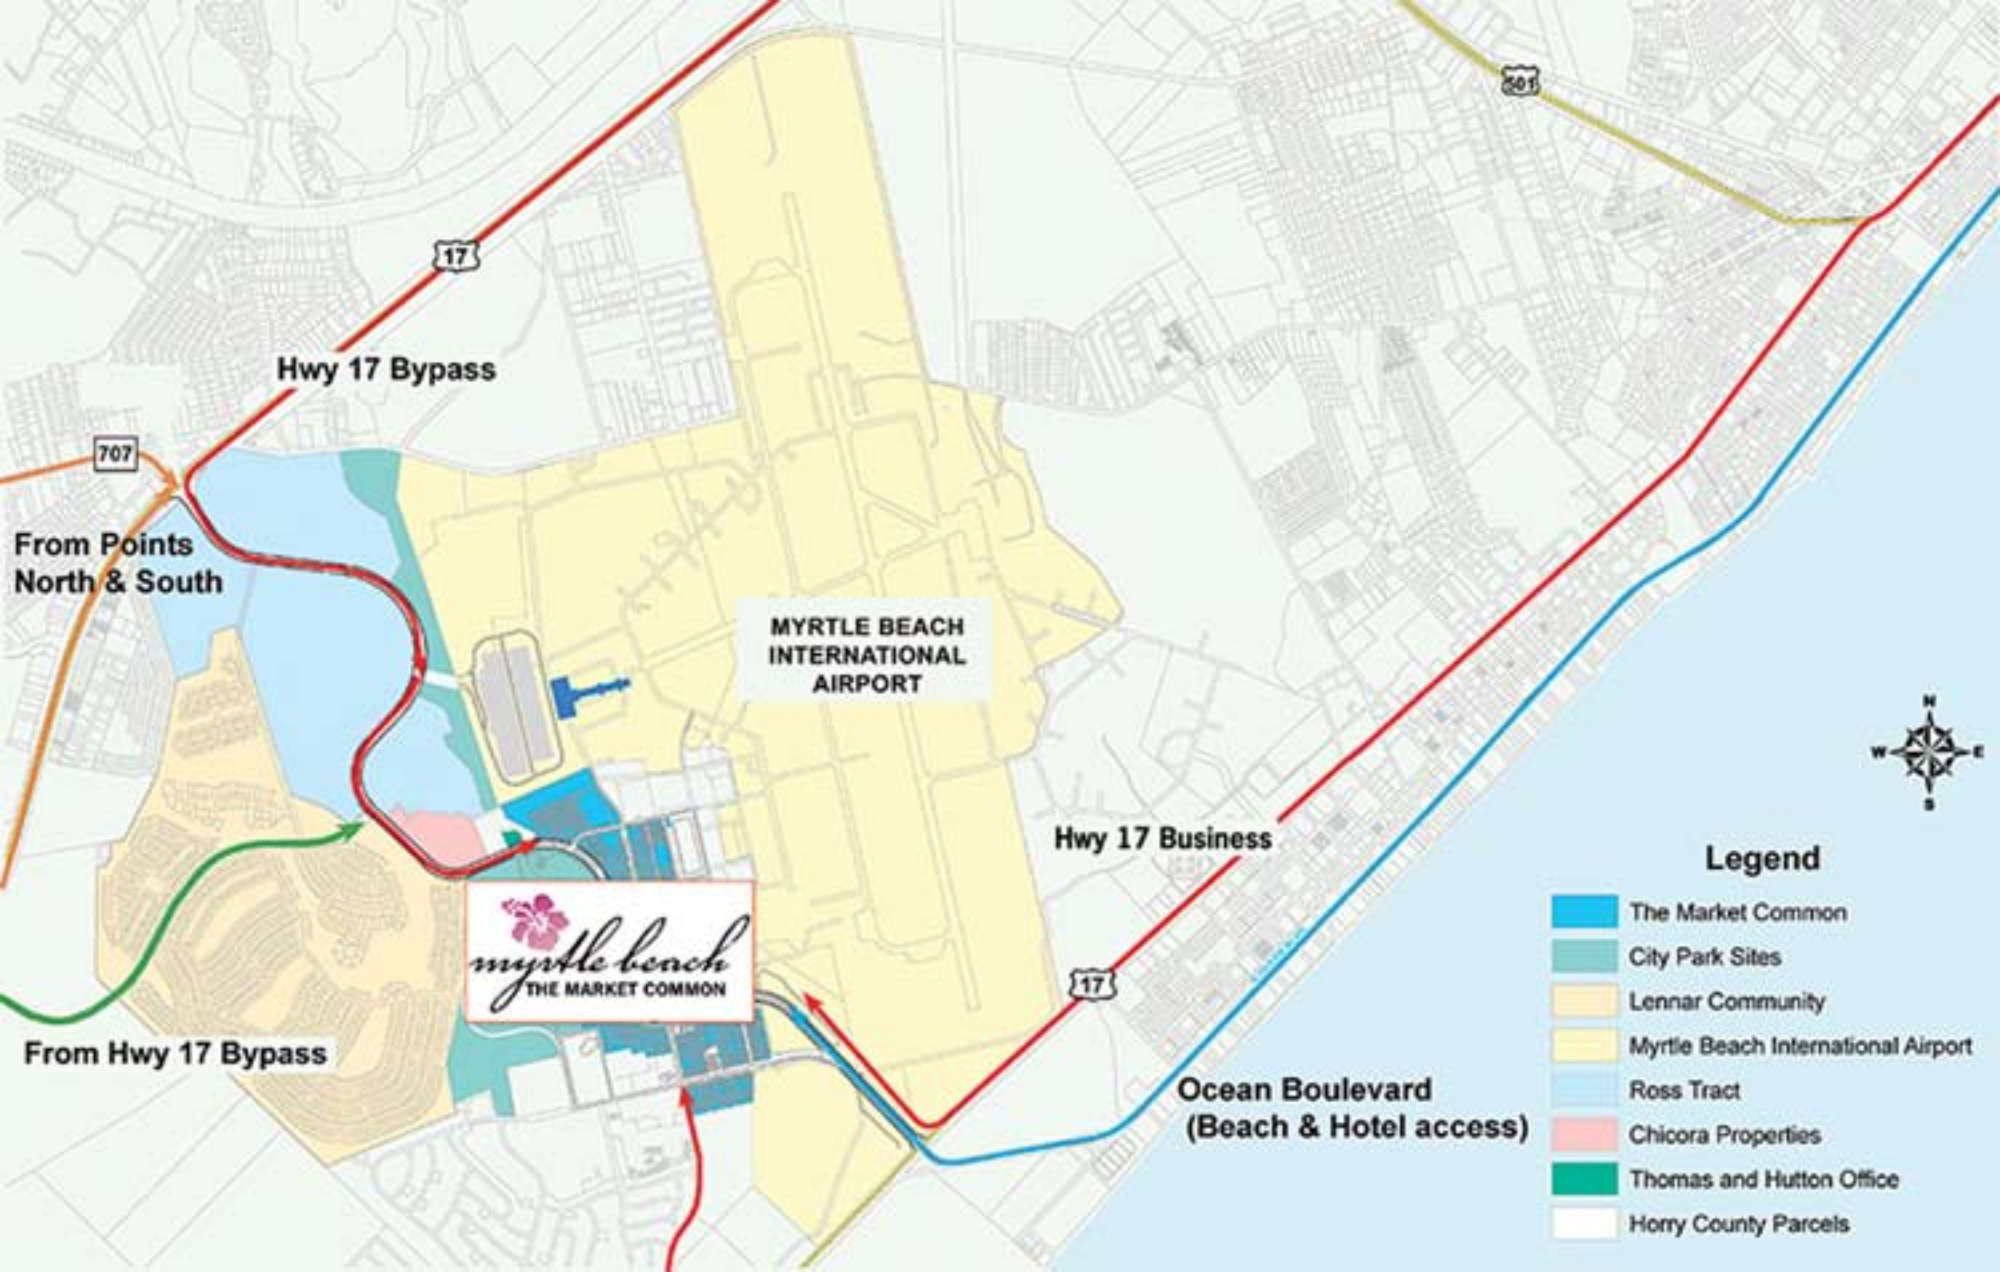 501
17
Hwy 17 Bypass
707
From Points
North & South
MYRTLE BEACH
INTERNATIONAL
AIRPORT
N
W
E
S
Hwy 17 Business
Legend
The Market Common
City Park Sites
Lennar Community
Myrtle Beach International Airport
Ross Tract
Chicora Properties
Thomas and Hutton Office
Horry County Parcels
myrtle beach
THE MARKET COMMON
17
From Hwy 17 Bypass
Ocean Boulevard
(Beach & Hotel access)